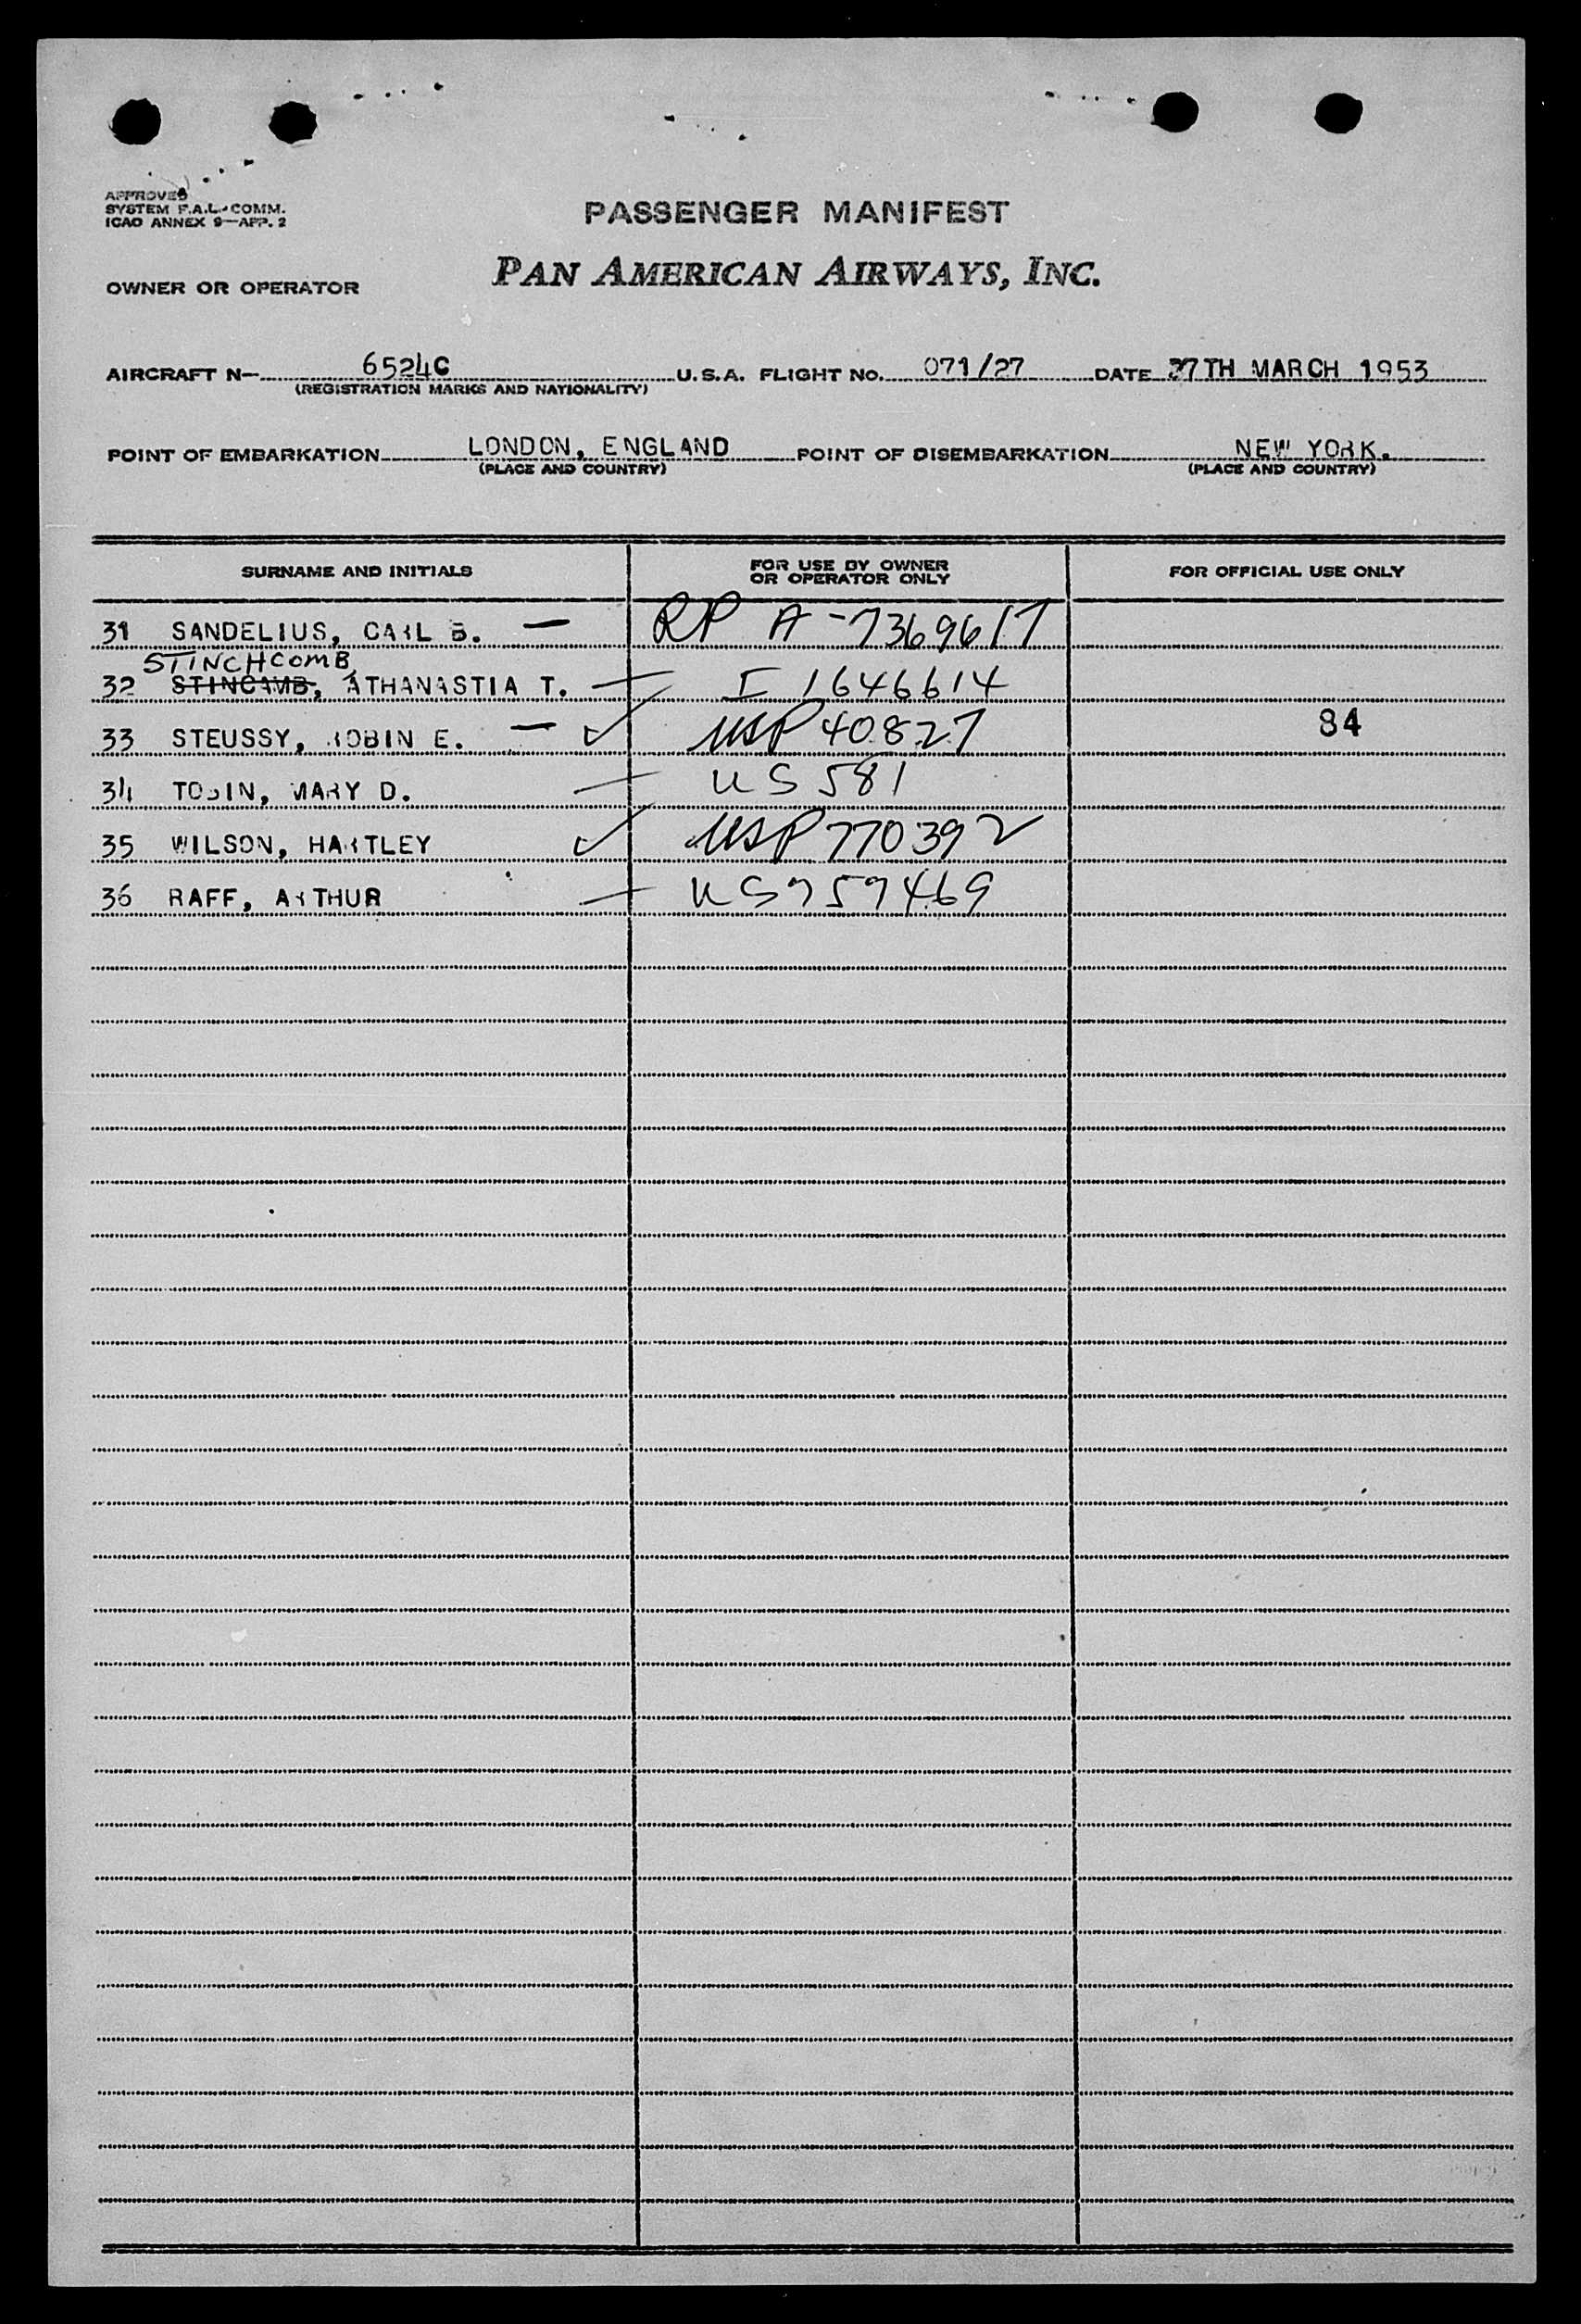 APPROVED
SYSTEM F.A.L. COMM.
ICAO ANNEX 9—APP. 2
PASSENGER MANIFEST
OWNER OR OPERATOR PAN AMERICAN AIRWAYS, INC.
AIRCRAFT N— 6524C U.S.A. FLIGHT NO. 071/27 DATE 27TH MARCH 1953
(REGISTRATION MARKS AND NATIONALITY)
POINT OF EMBARKATION LONDON, ENGLAND POINT OF DISEMBARKATION NEW YORK.
(PLACE AND COUNTRY) (PLACE AND COUNTRY)
SURNAME AND INITIALS FOR USE BY OWNER OR OPERATOR ONLY FOR OFFICIAL USE ONLY
31 SANDELIUS, CARL B. — RP A-7369617
STINCHCOMB,
32 STINCAMB, ATHANASTIA T. — I 1646614
33 STEUSSY, ROBIN E. — ✓ USP 40827 84
34 TOBIN, MARY D. — US 581
35 WILSON, HARTLEY ✓ USP 770392
36 RAFF, ARTHUR — US 759469